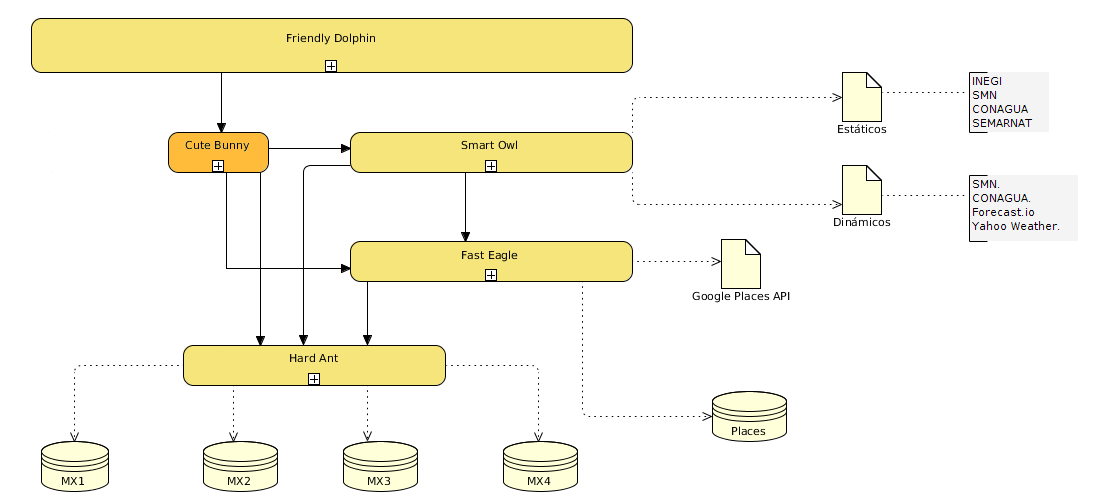 Friendly Dolphin
INEGI
SMN
CONAGUA
SEMARNAT
Estáticos
Cute Bunny
Smart Owl
SMN.
CONAGUA.
Forecast.io
Yahoo Weather.
Dinámicos
Fast Eagle
Google Places API
Hard Ant
Places
MX1
MX2
MX3
MX4